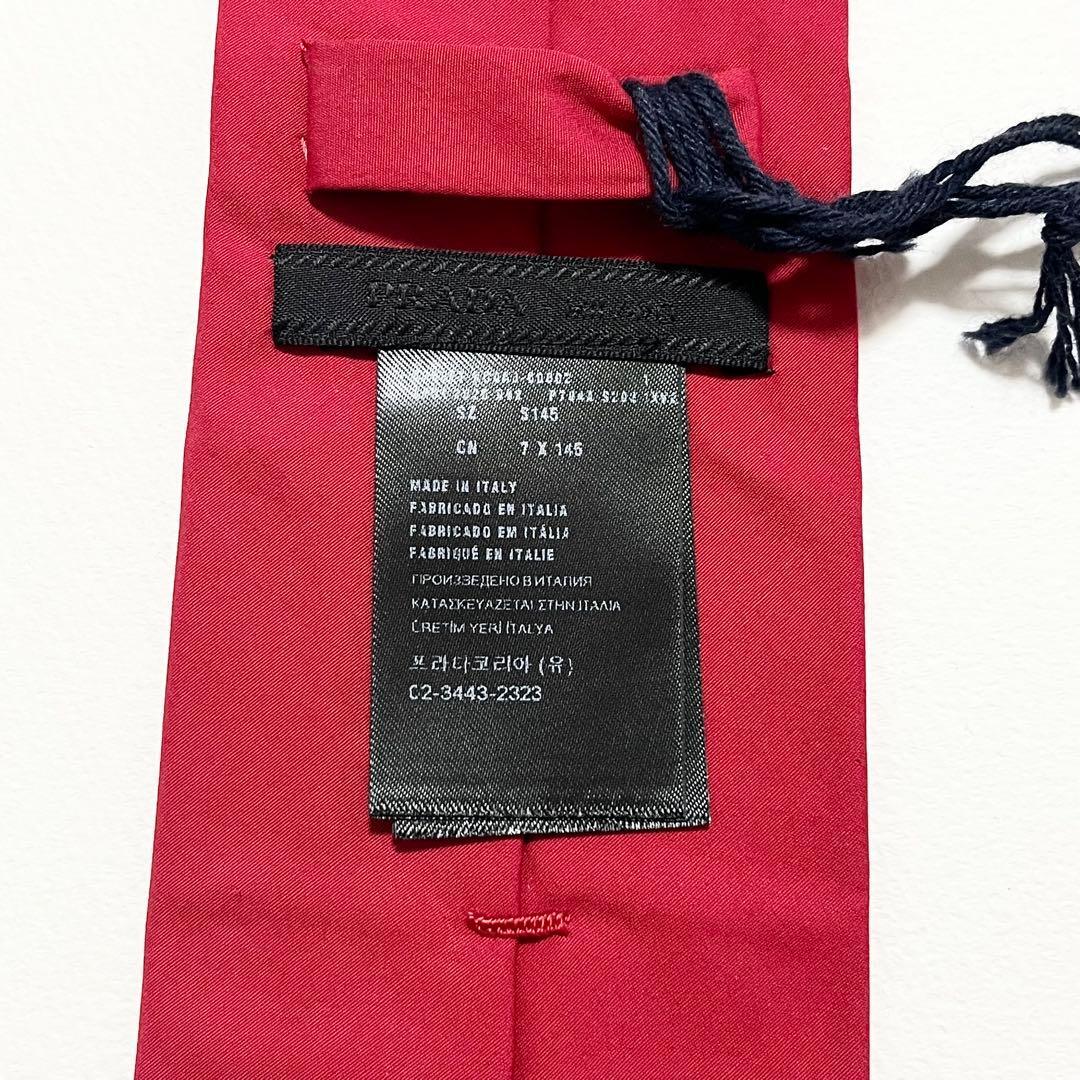 PRADA
SZ S145
CN 7 X 145
MADE IN ITALY
FABRICADO EN ITALIA
FABRICADO EM ITÁLIA
FABRIQUÉ EN ITALIE
ПРОИЗВЕДЕНО В ИТАЛИЯ
ΚΑΤΑΣΚΕΥΑΖΕΤΑΙ ΣΤΗΝ ΙΤΑΛΙΑ
ÜRETİM YERİ İTALYA
프라다코리아 (유)
02-3443-2323